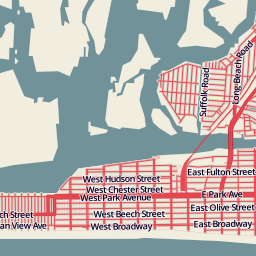 Long Beach Road
Suffolk Road
East Fulton Street
West Hudson Street
West Chester Street
E Park Ave
West Park Avenue
East Olive Street
ch Street
West Beech Street
an View Ave
West Broadway
East Broadway